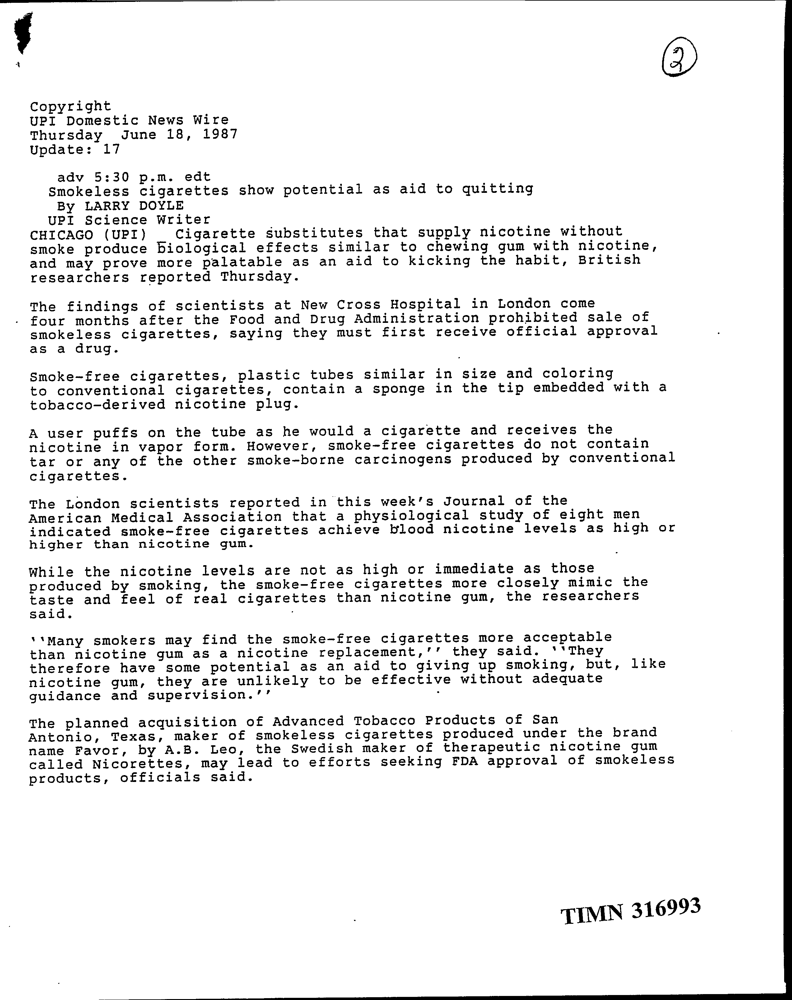 2
Copyright
UPI Domestic News Wire
Thursday June 18, 1987
Update: 17
adv 5:30 p.m. edt
Smokeless cigarettes show potential as aid to quitting
By LARRY DOYLE
UPI Science Writer
CHICAGO (UPI) _ Cigarette substitutes that supply nicotine without
smoke produce biological effects similar to chewing gum with nicotine,
and may prove more palatable as an aid to kicking the habit, British
researchers reported Thursday.
The findings of scientists at New Cross Hospital in London come
four months after the Food and Drug Administration prohibited sale of
smokeless cigarettes, saying they must first receive official approval
as a drug.
Smoke-free cigarettes, plastic tubes similar in size and coloring
to conventional cigarettes, contain a sponge in the tip embedded with a
tobacco-derived nicotine plug.
A user puffs on the tube as he would a cigarette and receives the
nicotine in vapor form. However, smoke-free cigarettes do not contain
tar or any of the other smoke-borne carcinogens produced by conventional
cigarettes.
The London scientists reported in this week's Journal of the
American Medical Association that a physiological study of eight men
indicated smoke-free cigarettes achieve blood nicotine levels as high or
higher than nicotine gum.
While the nicotine levels are not as high or immediate as those
produced by smoking, the smoke-free cigarettes more closely mimic the
taste and feel of real cigarettes than nicotine gum, the researchers
said.
``Many smokers may find the smoke-free cigarettes more acceptable
than nicotine gum as a nicotine replacement,'' they said. ``They
therefore have some potential as an aid to giving up smoking, but, like
nicotine gum, they are unlikely to be effective without adequate
guidance and supervision.''
The planned acquisition of Advanced Tobacco Products of San
Antonio, Texas, maker of smokeless cigarettes produced under the brand
name Favor, by A.B. Leo, the Swedish maker of therapeutic nicotine gum
called Nicorettes, may lead to efforts seeking FDA approval of smokeless
products, officials said.
TIMN 316993